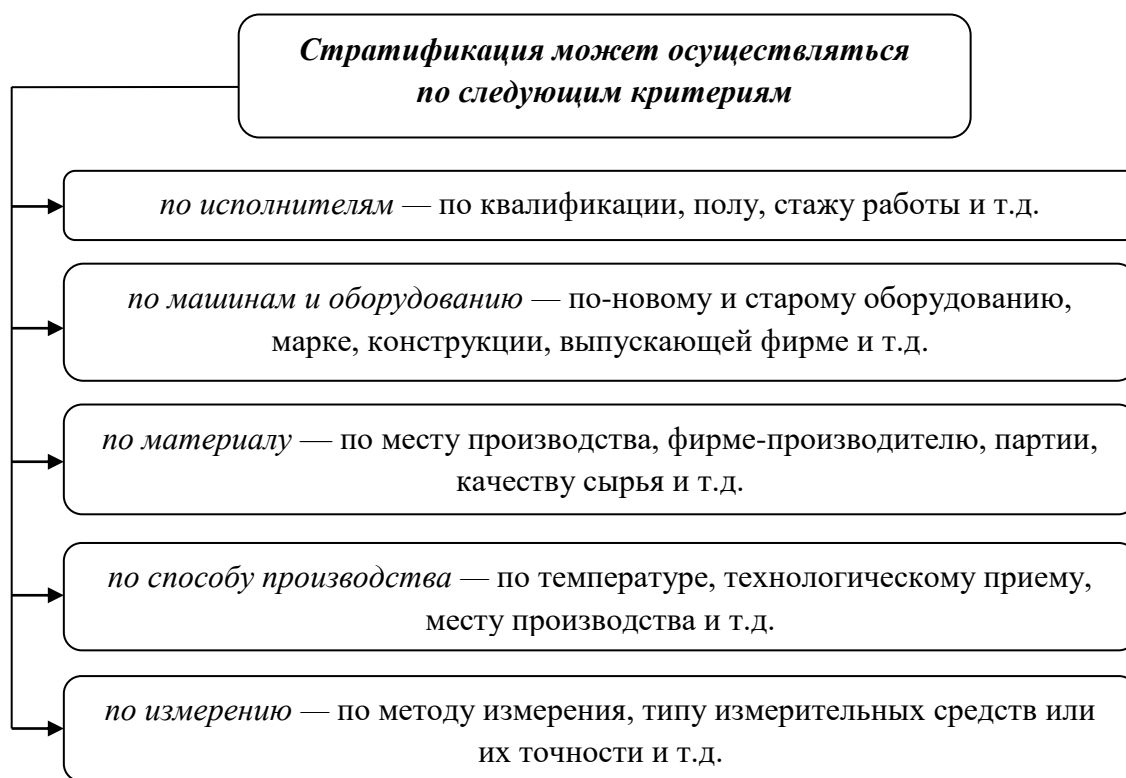 Стратификация может осуществляться
по следующим критериям
по исполнителям — по квалификации, полу, стажу работы и т.д.
по машинам и оборудованию — по-новому и старому оборудованию,
марке, конструкции, выпускающей фирме и т.д.
по материалу — по месту производства, фирме-производителю, партии,
качеству сырья и т.д.
по способу производства — по температуре, технологическому приему,
месту производства и т.д.
по измерению — по методу измерения, типу измерительных средств или
их точности и т.д.